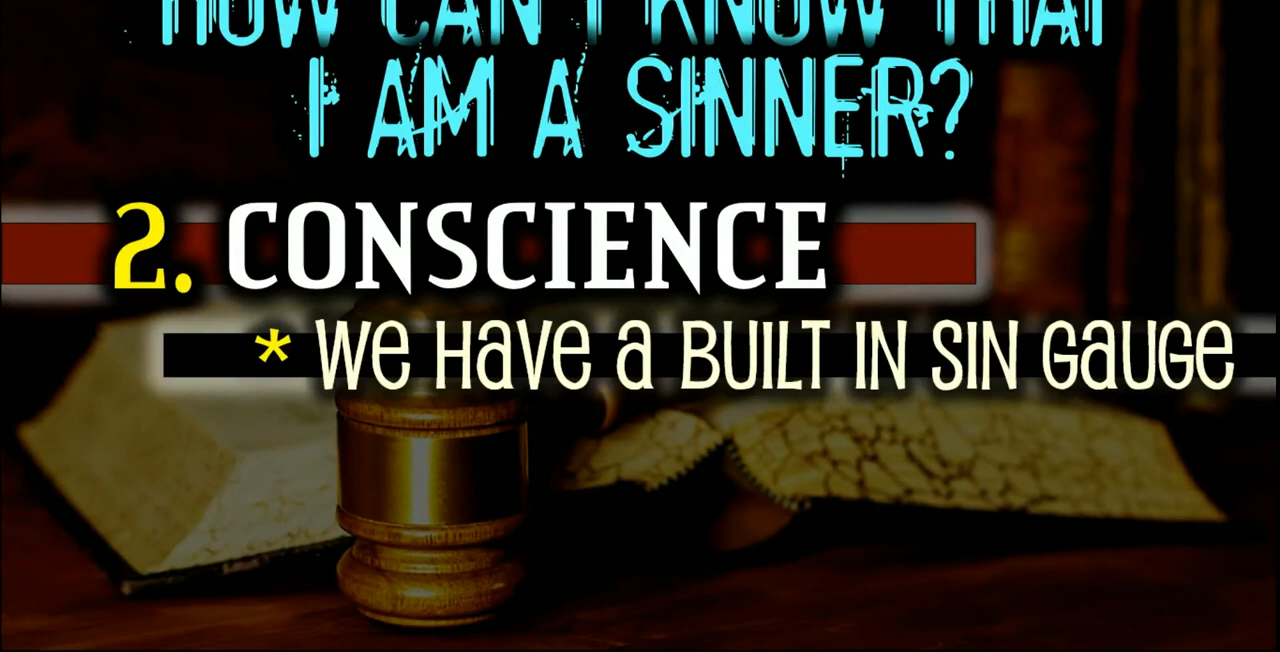 HOW CAN I KNOW THAT
I AM A SINNER?
2. CONSCIENCE
* We Have a BUILT IN SIN Gauge